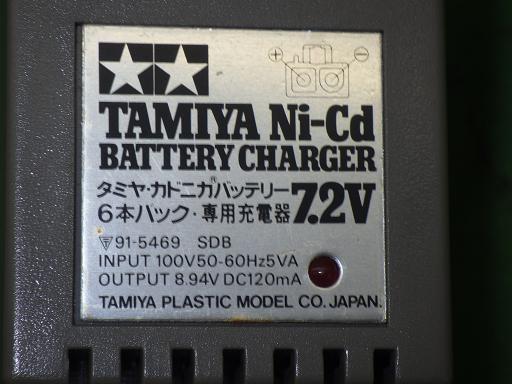 + −
TAMIYA Ni-Cd
BATTERY CHARGER
タミヤ・カドニカ®バッテリー 7.2V
6本パック・専用充電器
91-5469 SDB
INPUT 100V50-60Hz5VA
OUTPUT 8.94V DC120mA
TAMIYA PLASTIC MODEL CO. JAPAN.